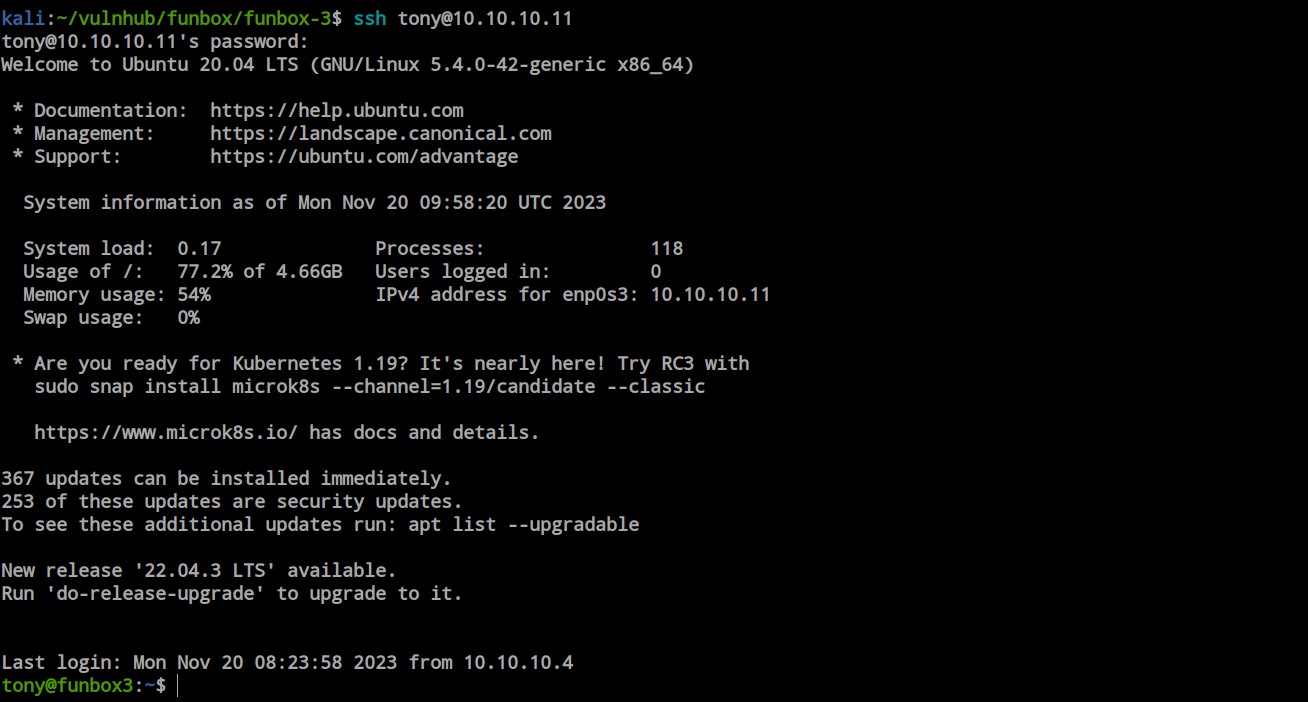 kali:~/vulnhub/funbox/funbox-3$ ssh tony@10.10.10.11
tony@10.10.10.11's password:
Welcome to Ubuntu 20.04 LTS (GNU/Linux 5.4.0-42-generic x86_64)

 * Documentation:  https://help.ubuntu.com
 * Management:     https://landscape.canonical.com
 * Support:        https://ubuntu.com/advantage

  System information as of Mon Nov 20 09:58:20 UTC 2023

  System load:  0.17              Processes:               118
  Usage of /:   77.2% of 4.66GB   Users logged in:         0
  Memory usage: 54%               IPv4 address for enp0s3: 10.10.10.11
  Swap usage:   0%

 * Are you ready for Kubernetes 1.19? It's nearly here! Try RC3 with
   sudo snap install microk8s --channel=1.19/candidate --classic

   https://www.microk8s.io/ has docs and details.

367 updates can be installed immediately.
253 of these updates are security updates.
To see these additional updates run: apt list --upgradable

New release '22.04.3 LTS' available.
Run 'do-release-upgrade' to upgrade to it.

Last login: Mon Nov 20 08:23:58 2023 from 10.10.10.4
tony@funbox3:~$